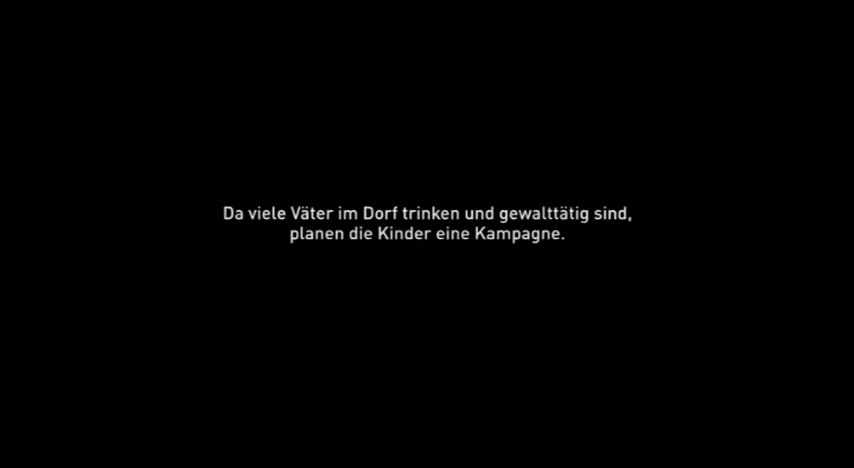 Da viele Väter im Dorf trinken und gewalttätig sind,
planen die Kinder eine Kampagne.